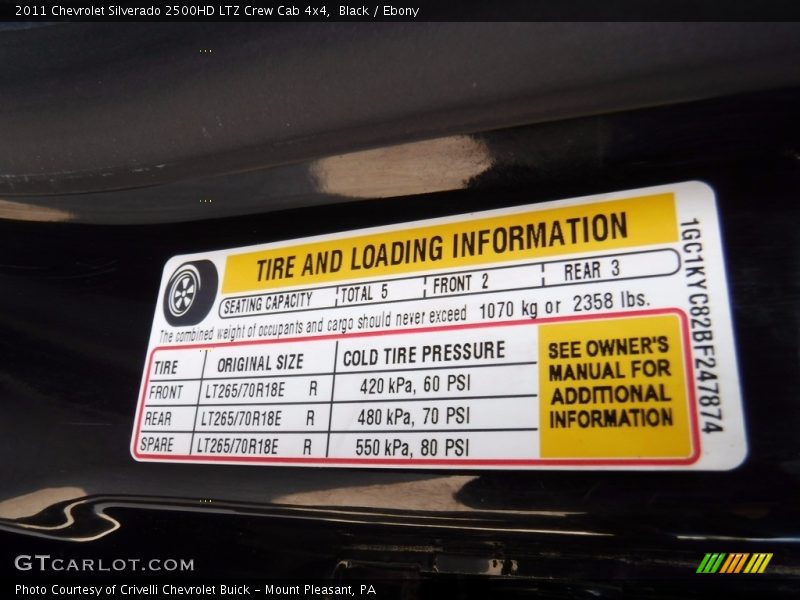 2011 Chevrolet Silverado 2500HD LTZ Crew Cab 4x4, Black / Ebony
TIRE AND LOADING INFORMATION
SEATING CAPACITY TOTAL 5 FRONT 2 REAR 3
The combined weight of occupants and cargo should never exceed 1070 kg or 2358 lbs.
TIRE ORIGINAL SIZE COLD TIRE PRESSURE
FRONT LT265/70R18E R 420 kPa, 60 PSI
REAR LT265/70R18E R 480 kPa, 70 PSI
SPARE LT265/70R18E R 550 kPa, 80 PSI
SEE OWNER'S
MANUAL FOR
ADDITIONAL
INFORMATION
1GC1KYC82BF247874
GTCARLOT.COM
Photo Courtesy of Crivelli Chevrolet Buick – Mount Pleasant, PA